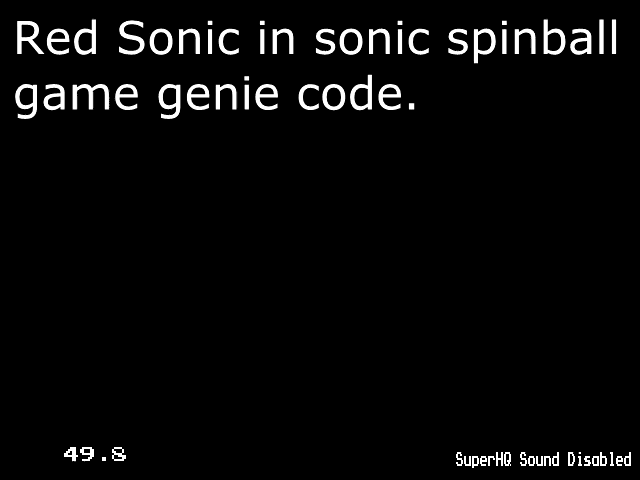 Red Sonic in sonic spinball
game genie code.
49.8
SuperHQ Sound Disabled